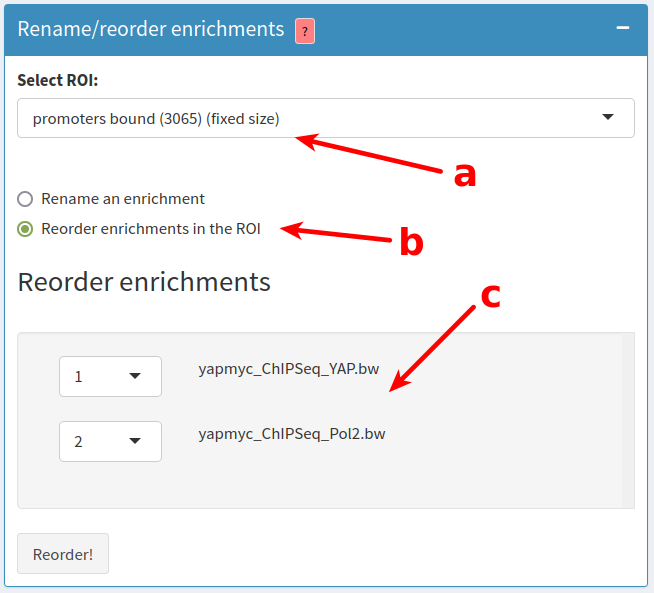 Rename/reorder enrichments ?
Select ROI:
promoters bound (3065) (fixed size)
a
Rename an enrichment
Reorder enrichments in the ROI
b
Reorder enrichments
c
1 yapmyc_ChIPSeq_YAP.bw
2 yapmyc_ChIPSeq_Pol2.bw
Reorder!